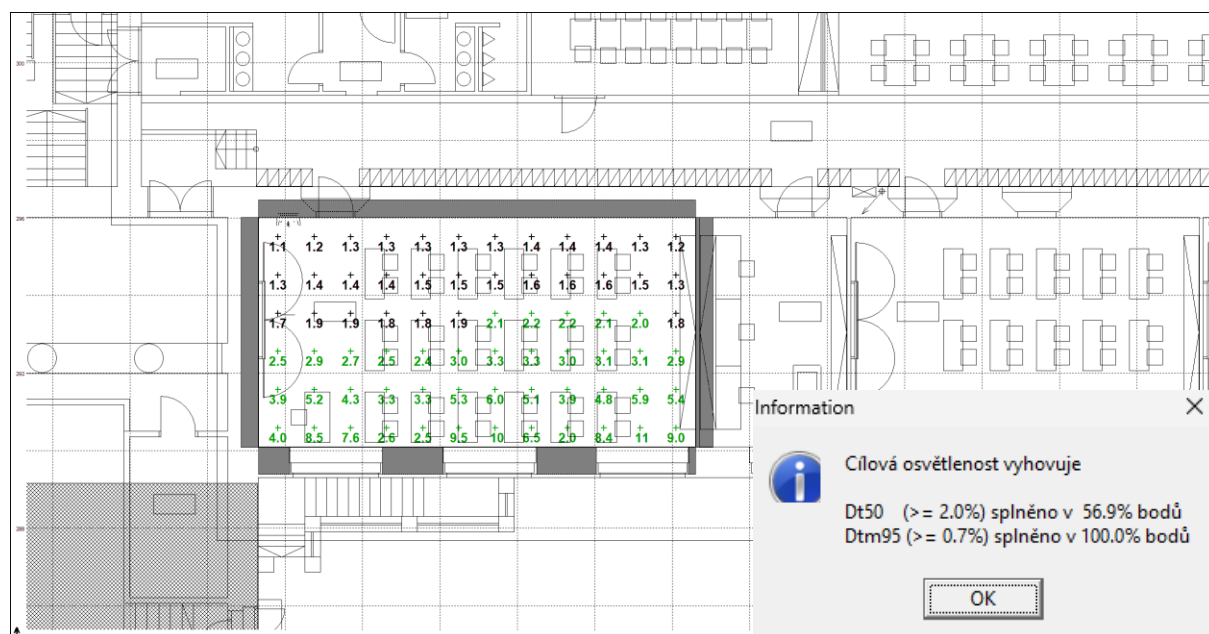 300
296
1.1 1.2 1.3 1.3 1.3 1.3 1.3 1.4 1.4 1.4 1.3 1.2
1.3 1.4 1.4 1.4 1.5 1.5 1.5 1.6 1.6 1.6 1.5 1.3
1.7 1.9 1.9 1.8 1.8 1.9 2.1 2.2 2.2 2.1 2.0 1.8
2.5 2.9 2.7 2.5 2.4 3.0 3.3 3.3 3.0 3.1 3.1 2.9
3.9 5.2 4.3 3.3 3.3 5.3 6.0 5.1 3.9 4.8 5.9 5.4
4.0 8.5 7.6 2.6 2.5 9.5 10 6.5 2.0 8.4 11 9.0
Information
Cílová osvětlenost vyhovuje
Dt50 (>= 2.0%) splněno v 56.9% bodů
Dtm95 (>= 0.7%) splněno v 100.0% bodů
OK